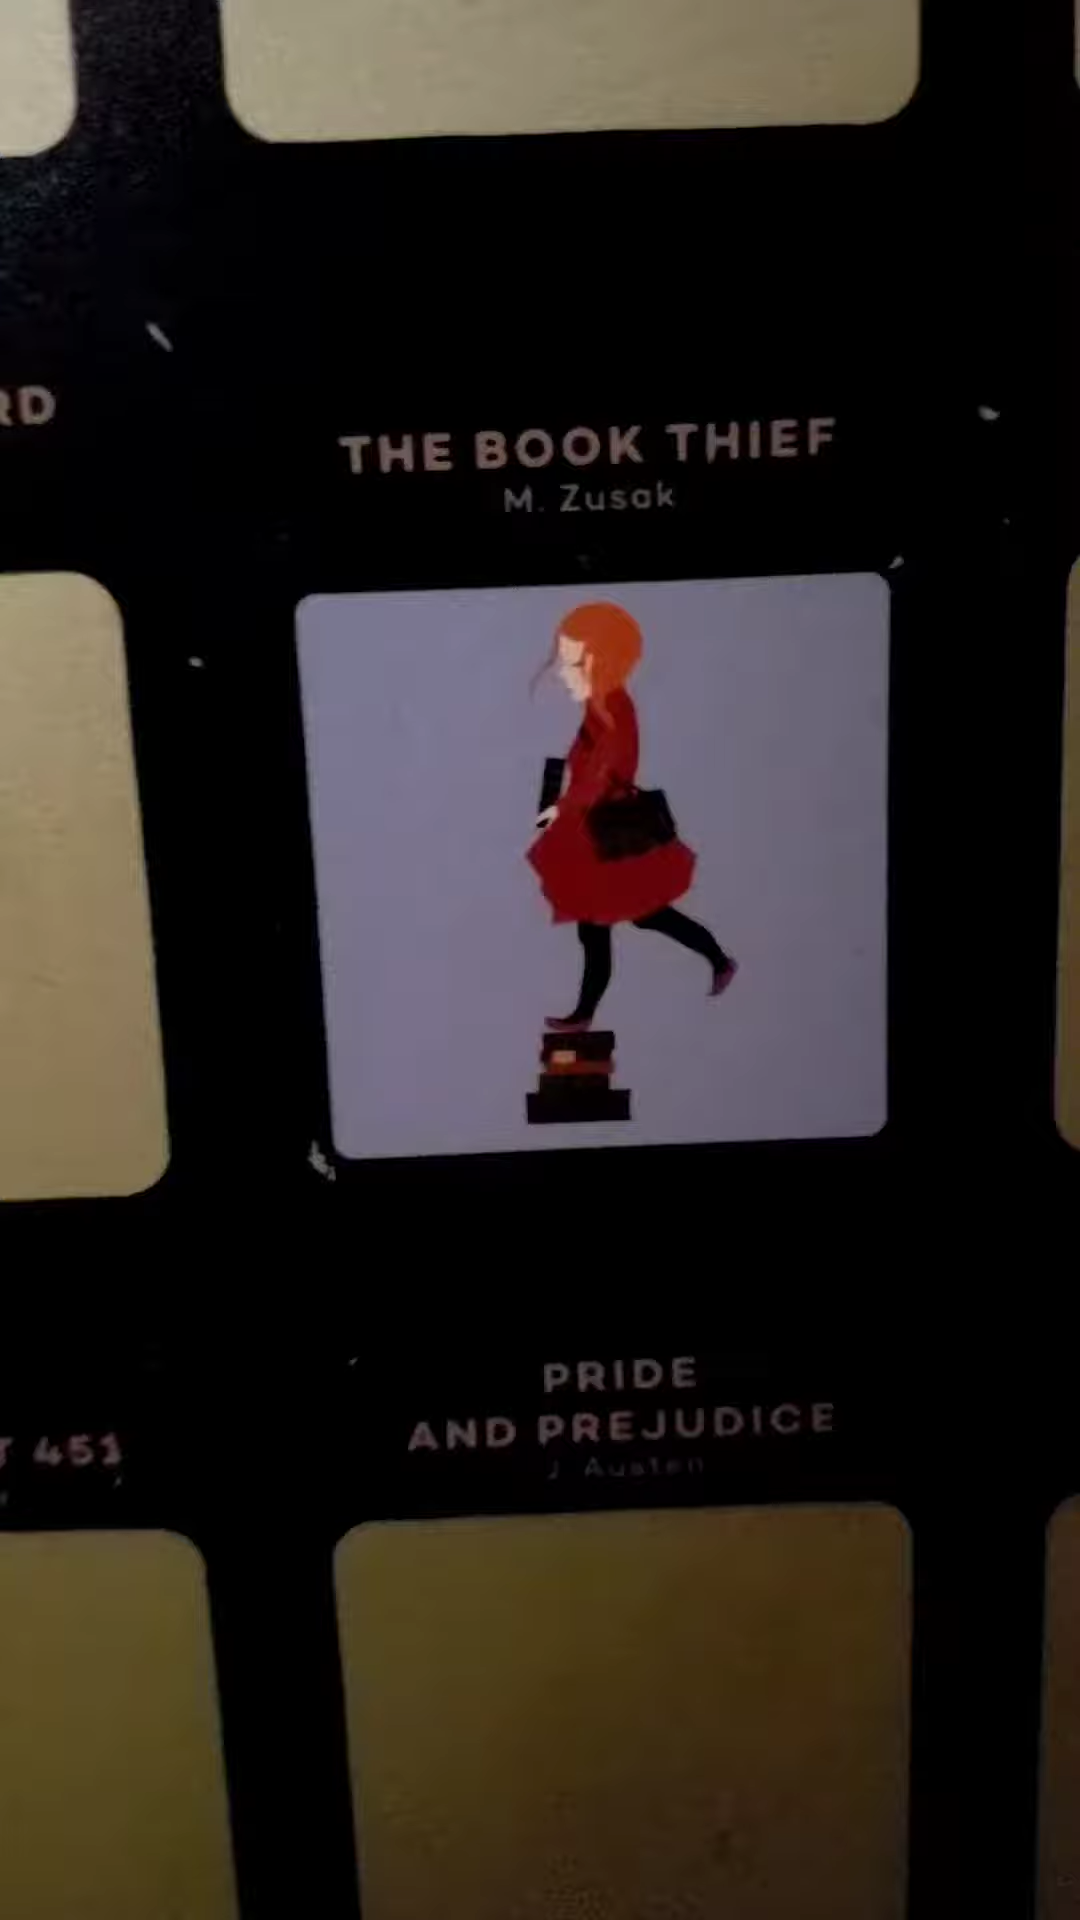 RD
THE BOOK THIEF
M. Zusak
451
PRIDE
AND PREJUDICE
J. Austen